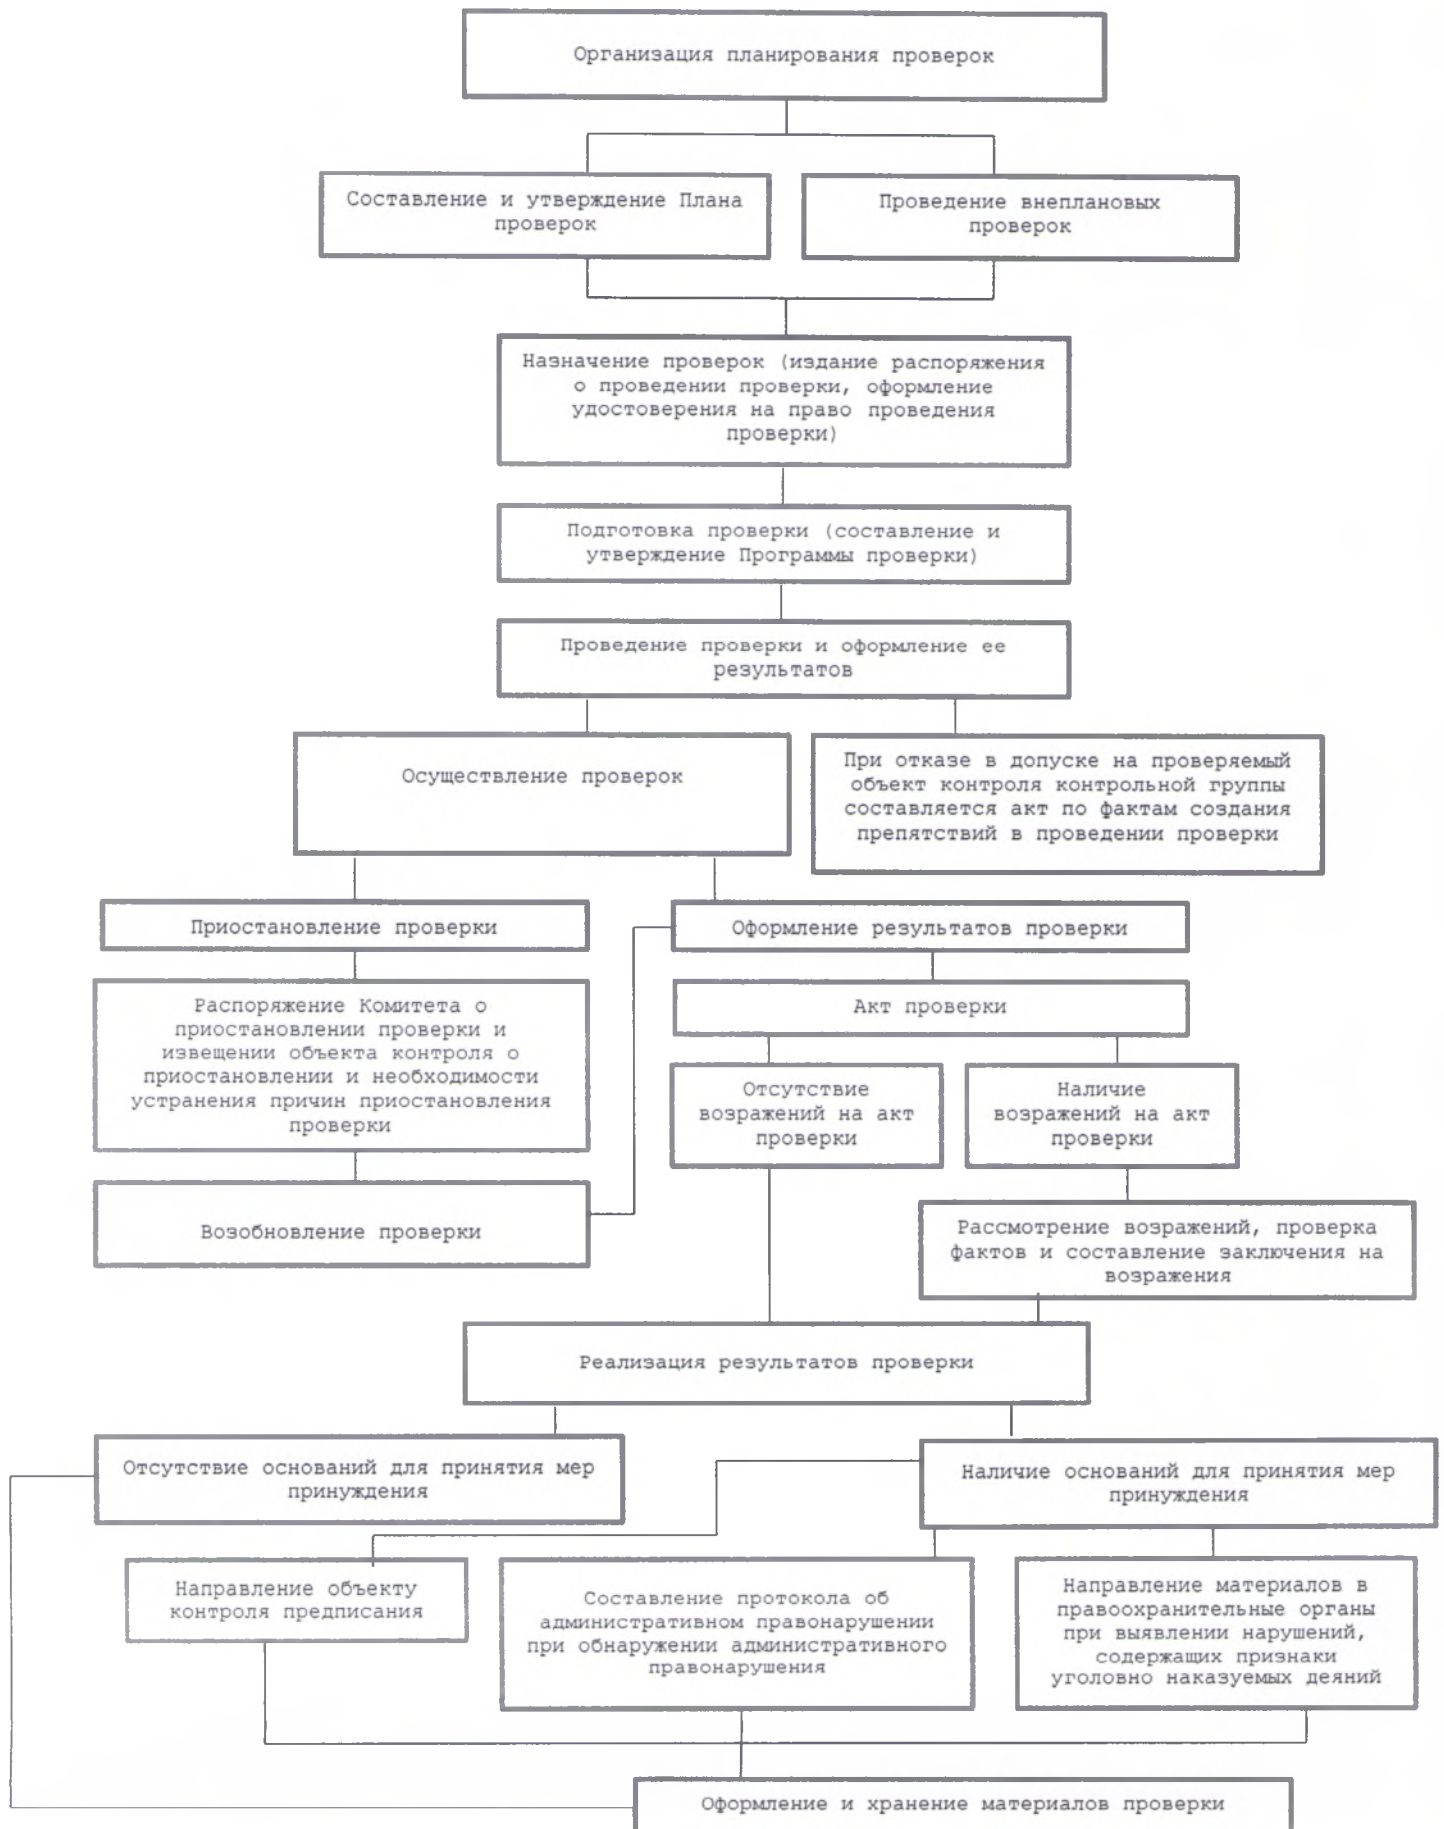 Организация планирования проверок
Составление и утверждение Плана
проверок
Проведение внеплановых
проверок
Назначение проверок (издание распоряжения
о проведении проверки, оформление
удостоверения на право проведения
проверки)
Подготовка проверки (составление и
утверждение Программы проверки)
Проведение проверки и оформление ее
результатов
Осуществление проверок
При отказе в допуске на проверяемый
объект контроля контрольной группы
составляется акт по фактам создания
препятствий в проведении проверки
Приостановление проверки
Оформление результатов проверки
Распоряжение Комитета о
приостановлении проверки и
извещении объекта контроля о
приостановлении и необходимости
устранения причин приостановления
проверки
Акт проверки
Отсутствие
возражений на акт
проверки
Наличие
возражений на акт
проверки
Возобновление проверки
Рассмотрение возражений, проверка
фактов и составление заключения на
возражения
Реализация результатов проверки
Отсутствие оснований для принятия мер
принуждения
Наличие оснований для принятия мер
принуждения
Направление объекту
контроля предписания
Составление протокола об
административном правонарушении
при обнаружении административного
правонарушения
Направление материалов в
правоохранительные органы
при выявлении нарушений,
содержащих признаки
уголовно наказуемых деяний
Оформление и хранение материалов проверки